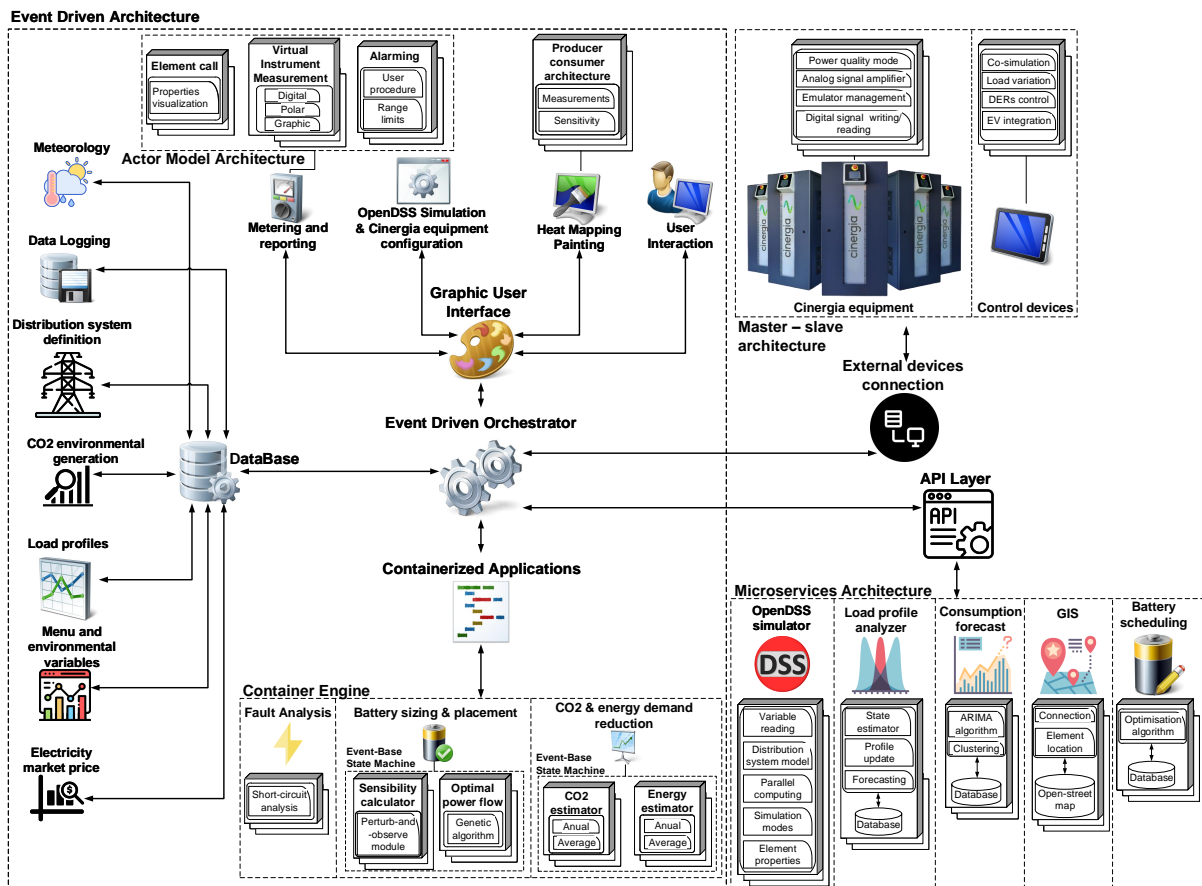 Event Driven Architecture
Element call
Properties
visualization
Virtual
Instrument
Measurement
Digital
Polar
Graphic
Alarming
User
procedure
Range
limits
Actor Model Architecture
Producer
consumer
architecture
Measurements
Sensitivity
Power quality mode
Analog signal amplifier
Emulator management
Digital signal writing/
reading
Co-simulation
Load variation
DERs control
EV integration
cinergia
cinergia
cinergia
cinergia
cinergia
Cinergia equipment
Control devices
Master – slave
architecture
Meteorology
Data Logging
Distribution system
definition
CO2 environmental
generation
Load profiles
Menu and
environmental
variables
Electricity
market price
Metering and
reporting
OpenDSS Simulation
& Cinergia equipment
configuration
Heat Mapping
Painting
User
Interaction
Graphic User
Interface
Event Driven Orchestrator
DataBase
External devices
connection
API Layer
API
Containerized Applications
Container Engine
Fault Analysis
Short-circuit
analysis
Battery sizing & placement
Event-Base
State Machine
Sensibility
calculator
Perturb-and
-observe
module
Optimal
power flow
Genetic
algorithm
CO2 & energy demand
reduction
Event-Base
State Machine
CO2
estimator
Anual
Average
Energy
estimator
Anual
Average
Microservices Architecture
OpenDSS
simulator
DSS
Variable
reading
Distribution
system model
Parallel
computing
Simulation
modes
Element
properties
Load profile
analyzer
State
estimator
Profile
update
Forecasting
Database
Consumption
forecast
?
ARIMA
algorithm
Clustering
Database
GIS
Connection
Element
location
Open-street
map
Battery
scheduling
Optimisation
algorithm
Database